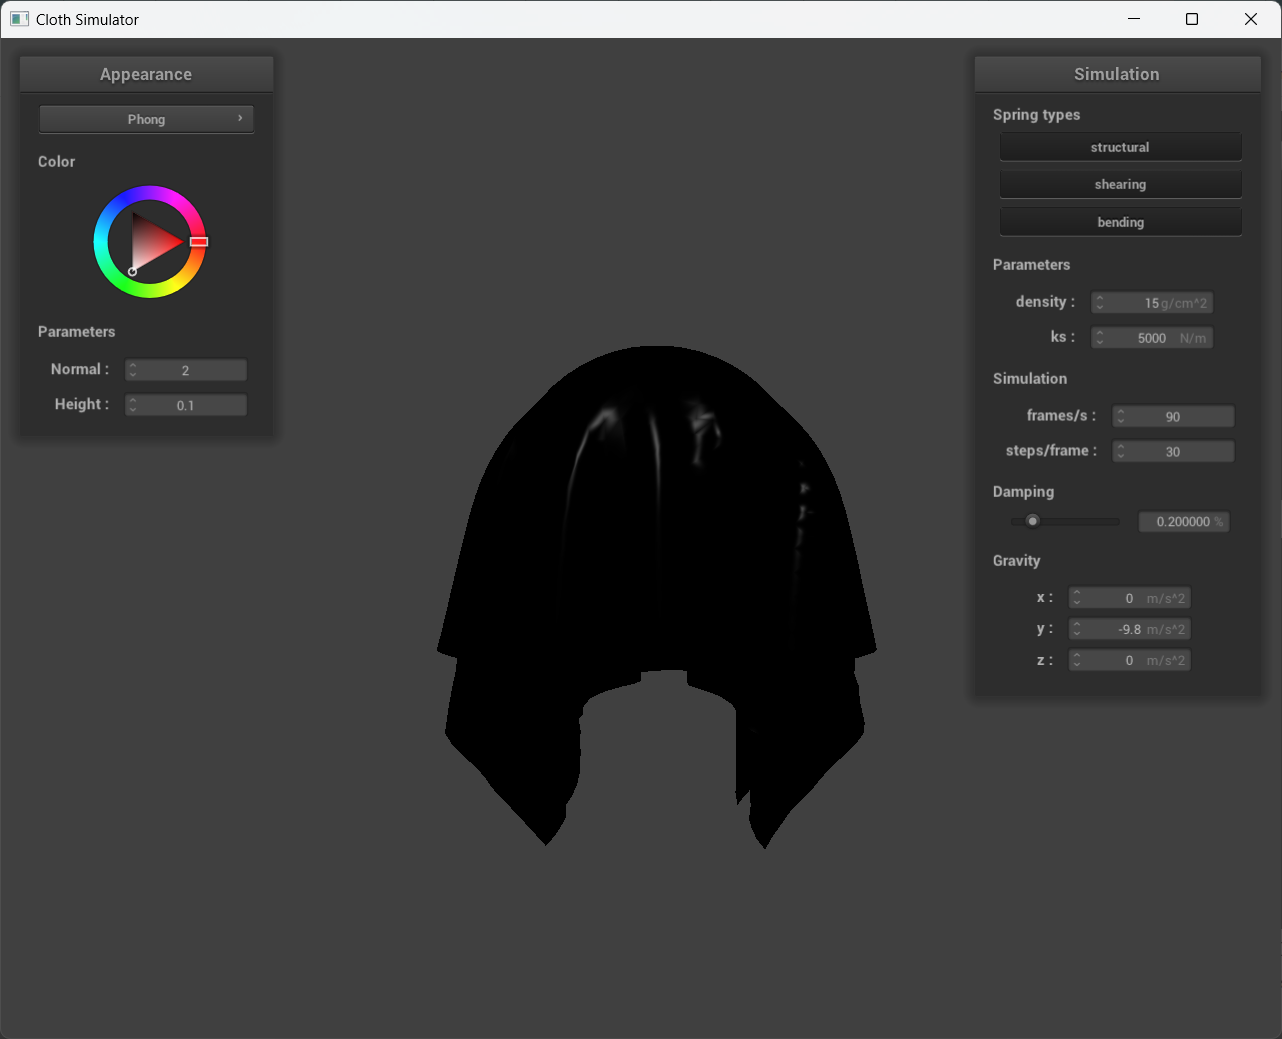 Cloth Simulator
Appearance
Phong
Color
Parameters
Normal : 2
Height : 0.1
Simulation
Spring types
structural
shearing
bending
Parameters
density : 15 g/cm^2
ks : 5000 N/m
Simulation
frames/s : 90
steps/frame : 30
Damping
0.200000 %
Gravity
x : 0 m/s^2
y : -9.8 m/s^2
z : 0 m/s^2